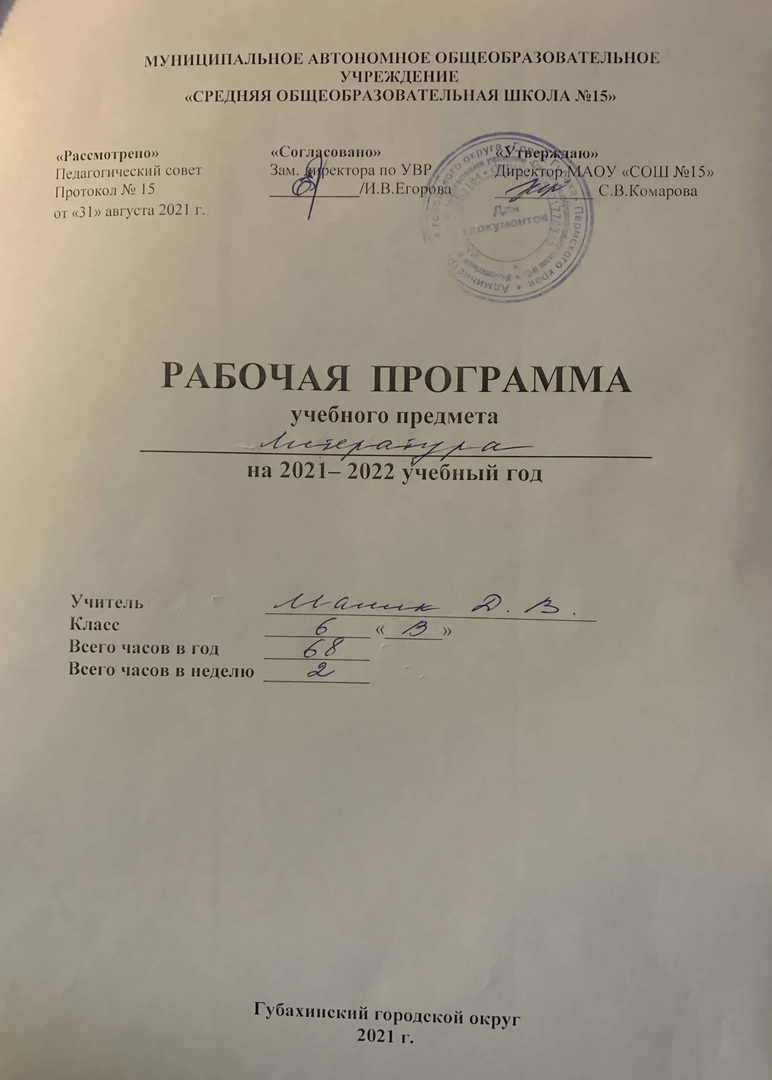 МУНИЦИПАЛЬНОЕ АВТОНОМНОЕ ОБЩЕОБРАЗОВАТЕЛЬНОЕ
УЧРЕЖДЕНИЕ
«СРЕДНЯЯ ОБЩЕОБРАЗОВАТЕЛЬНАЯ ШКОЛА №15»
«Рассмотрено»
Педагогический совет
Протокол № 15
от «31» августа 2021 г.
«Согласовано»
Зам. директора по УВР
/И.В.Егорова
«Утверждаю»
Директор МАОУ «СОШ №15»
С.В.Комарова
Для
документов
РАБОЧАЯ ПРОГРАММА
учебного предмета
Литература
на 2021– 2022 учебный год
Учитель Д. В.
Класс 6 « В »
Всего часов в год 68
Всего часов в неделю 2
Губахинский городской округ
2021 г.